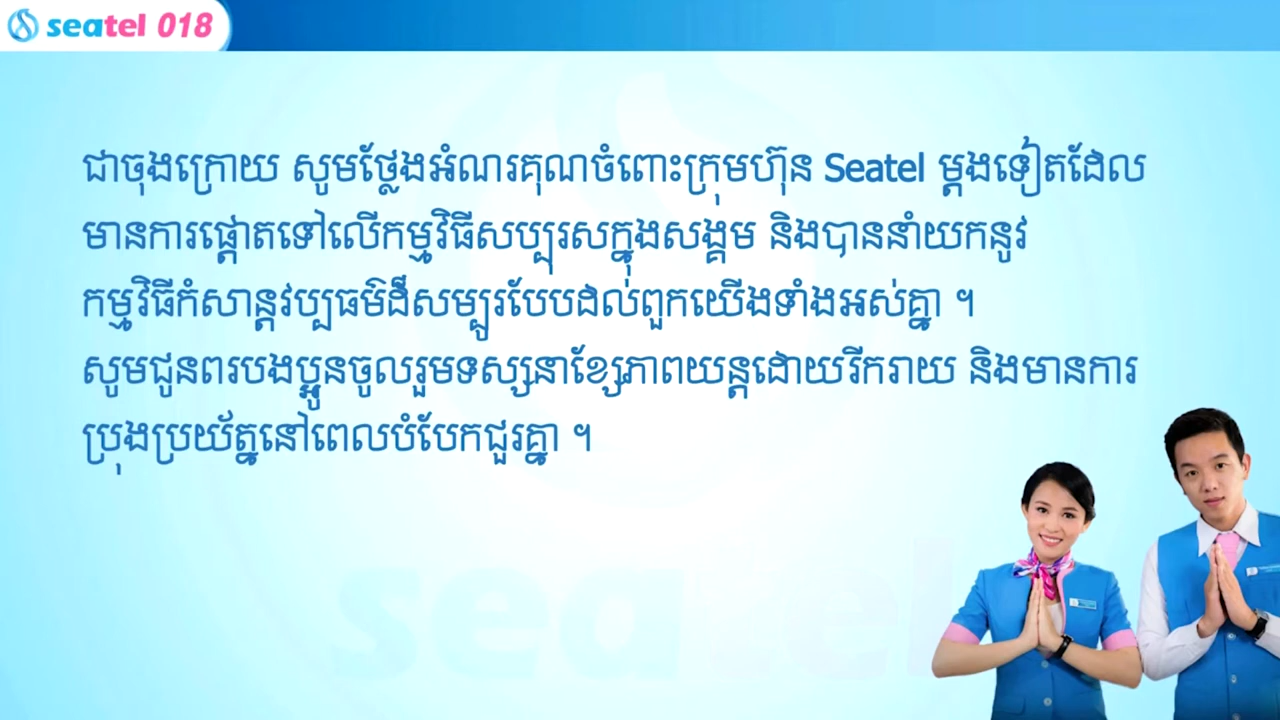 seatel 018
ជាចុងក្រោយ សូមថ្លែងអំណរគុណចំពោះក្រុមហ៊ុន Seatel ម្តងទៀតដែល
មានការផ្តោតទៅលើកម្មវិធីសប្បុរសក្នុងសង្គម និងបាននាំយកនូវ
កម្មវិធីកំសាន្តវប្បធម៌ដ៏សម្បូរបែបដល់ពួកយើងទាំងអស់គ្នា ។
សូមជូនពរបងប្អូនចូលរួមទស្សនាខ្សែភាពយន្តដោយរីករាយ និងមានការ
ប្រុងប្រយ័ត្ននៅពេលបំបែកជួរគ្នា ។
seatel